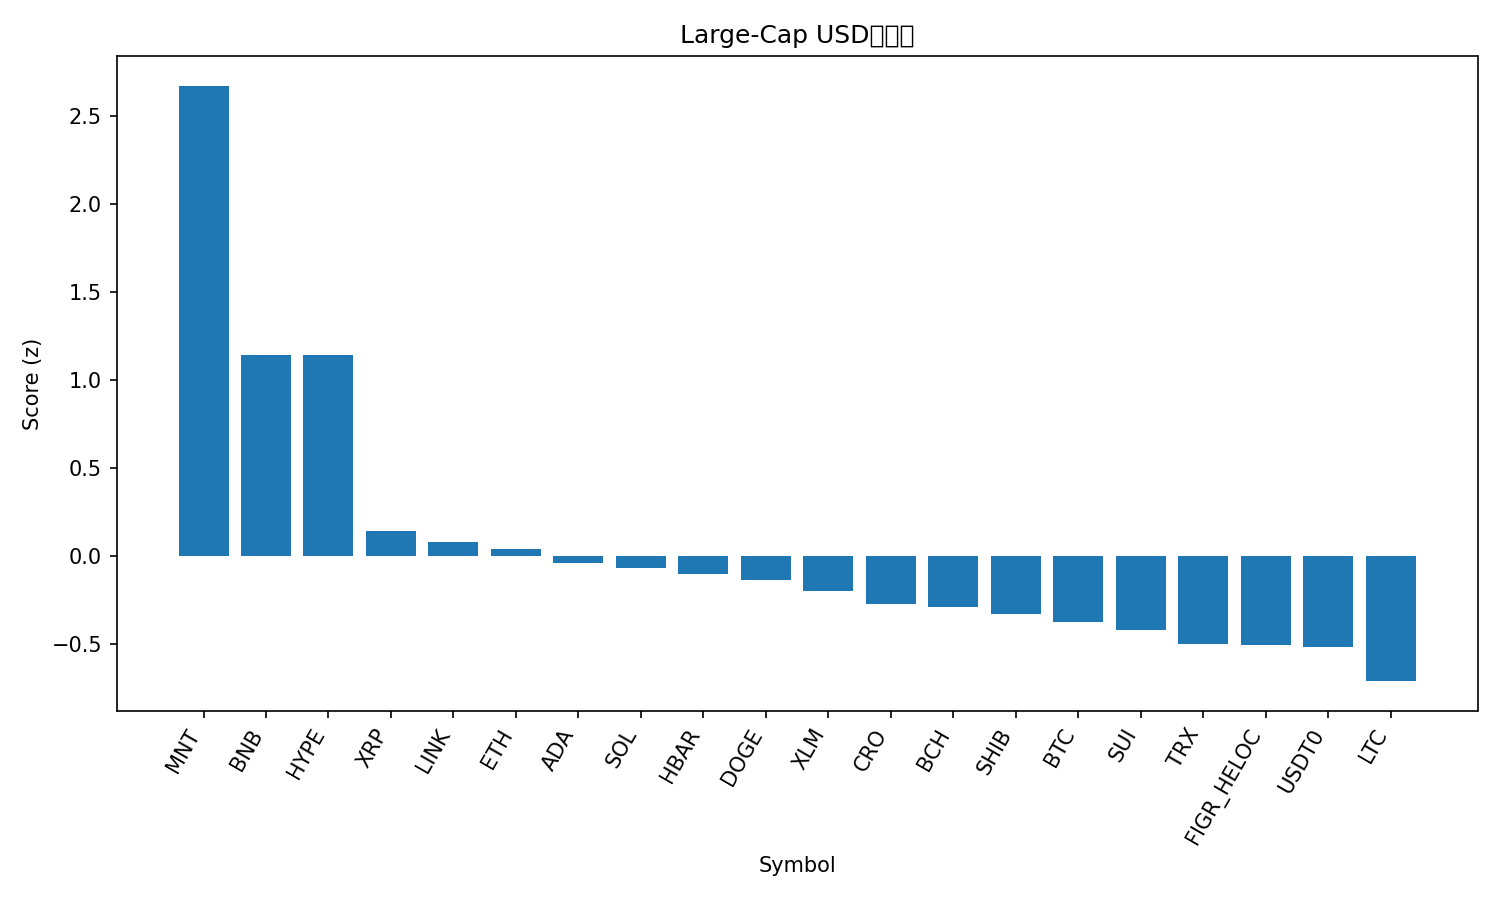 Large-Cap USD
Score (z)
2.5
2.0
1.5
1.0
0.5
0.0
−0.5
MNT
BNB
HYPE
XRP
LINK
ETH
ADA
SOL
HBAR
DOGE
XLM
CRO
BCH
SHIB
BTC
SUI
TRX
FIGR_HELOC
USDT0
LTC
Symbol